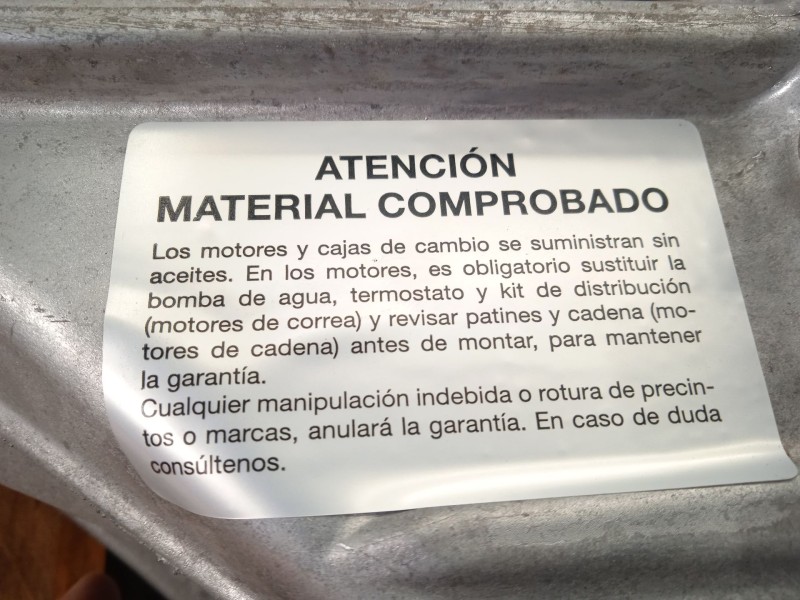 ATENCIÓN
MATERIAL COMPROBADO
Los motores y cajas de cambio se suministran sin
aceites. En los motores, es obligatorio sustituir la
bomba de agua, termostato y kit de distribución
(motores de correa) y revisar patines y cadena (mo-
tores de cadena) antes de montar, para mantener
la garantía.
Cualquier manipulación indebida o rotura de precin-
tos o marcas, anulará la garantía. En caso de duda
consúltenos.